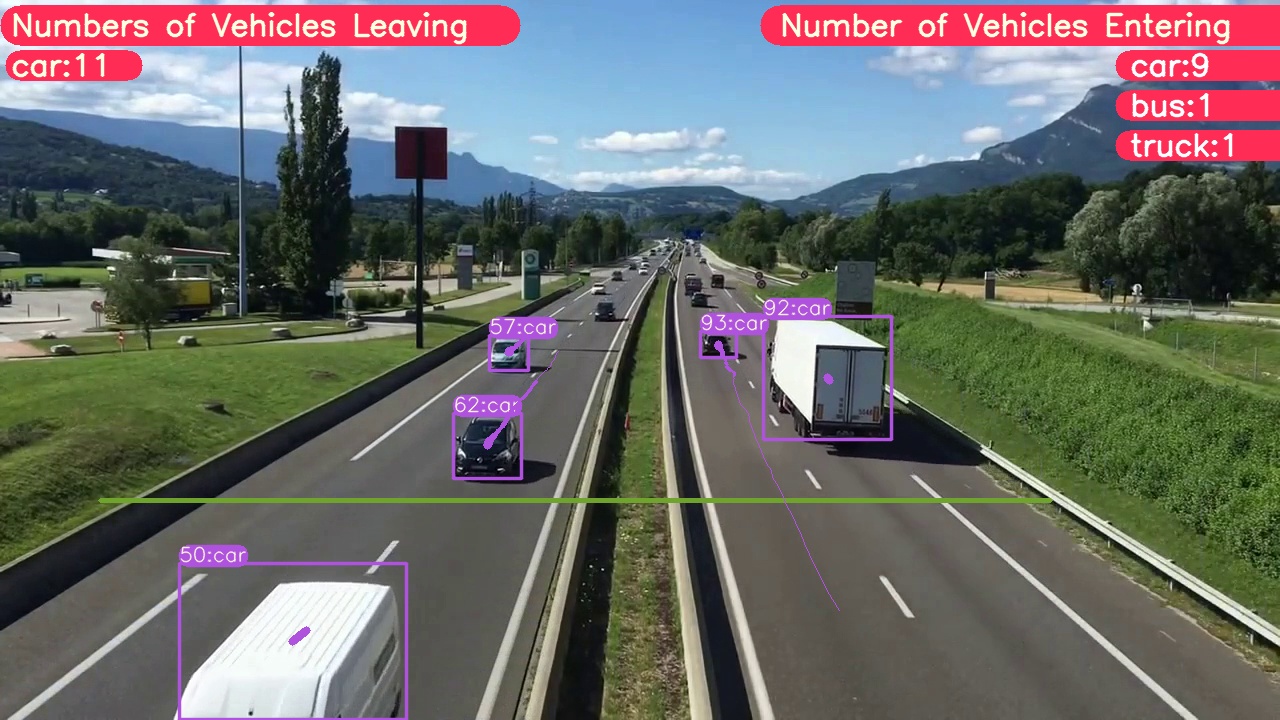 Numbers of Vehicles Leaving
car:11
Number of Vehicles Entering
car:9
bus:1
truck:1
57:car
62:car
50:car
93:car
92:car